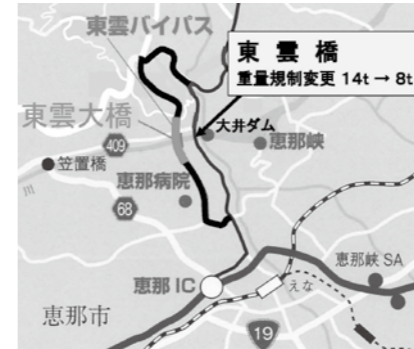 東雲バイパス
東雲橋
重量規制変更 14t → 8t
東雲大橋
大井ダム
409
恵那峡
笠置橋
川
恵那病院
68
恵那峡 SA
恵那 IC
えな
恵那市
19